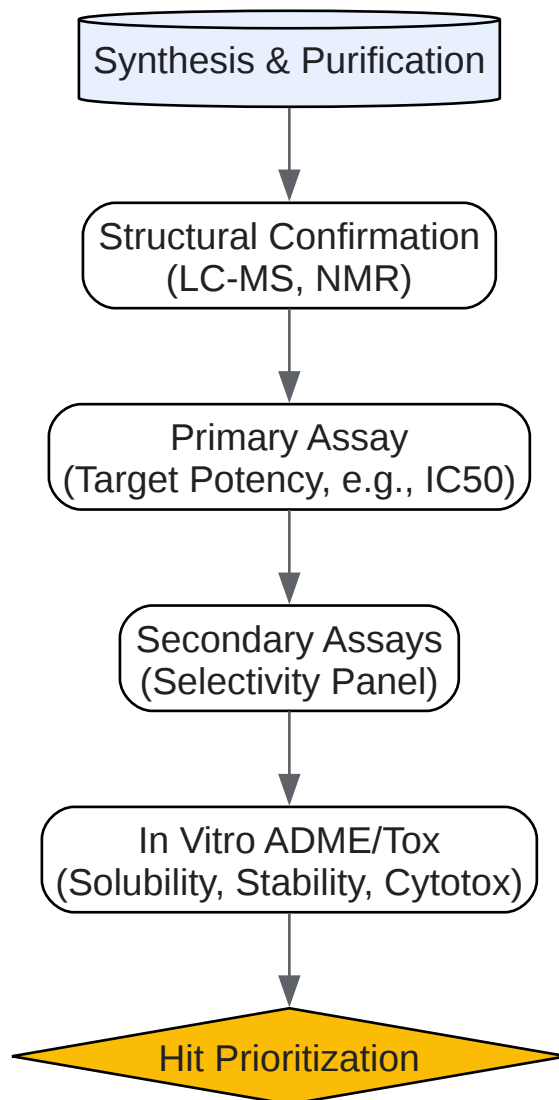 Synthesis & Purification
Structural Confirmation
(LC-MS, NMR)
Primary Assay
(Target Potency, e.g., IC50)
Secondary Assays
(Selectivity Panel)
In Vitro ADME/Tox
(Solubility, Stability, Cytotox)
Hit Prioritization